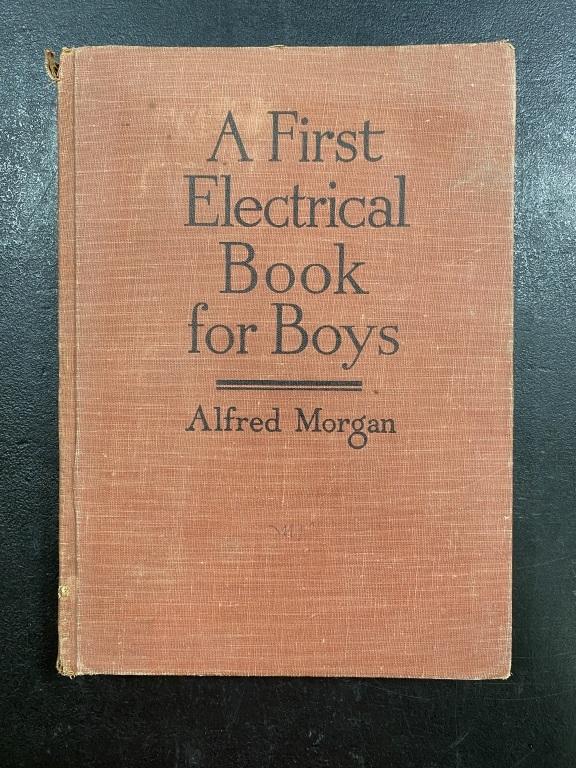 A First
Electrical
Book
for Boys
Alfred Morgan